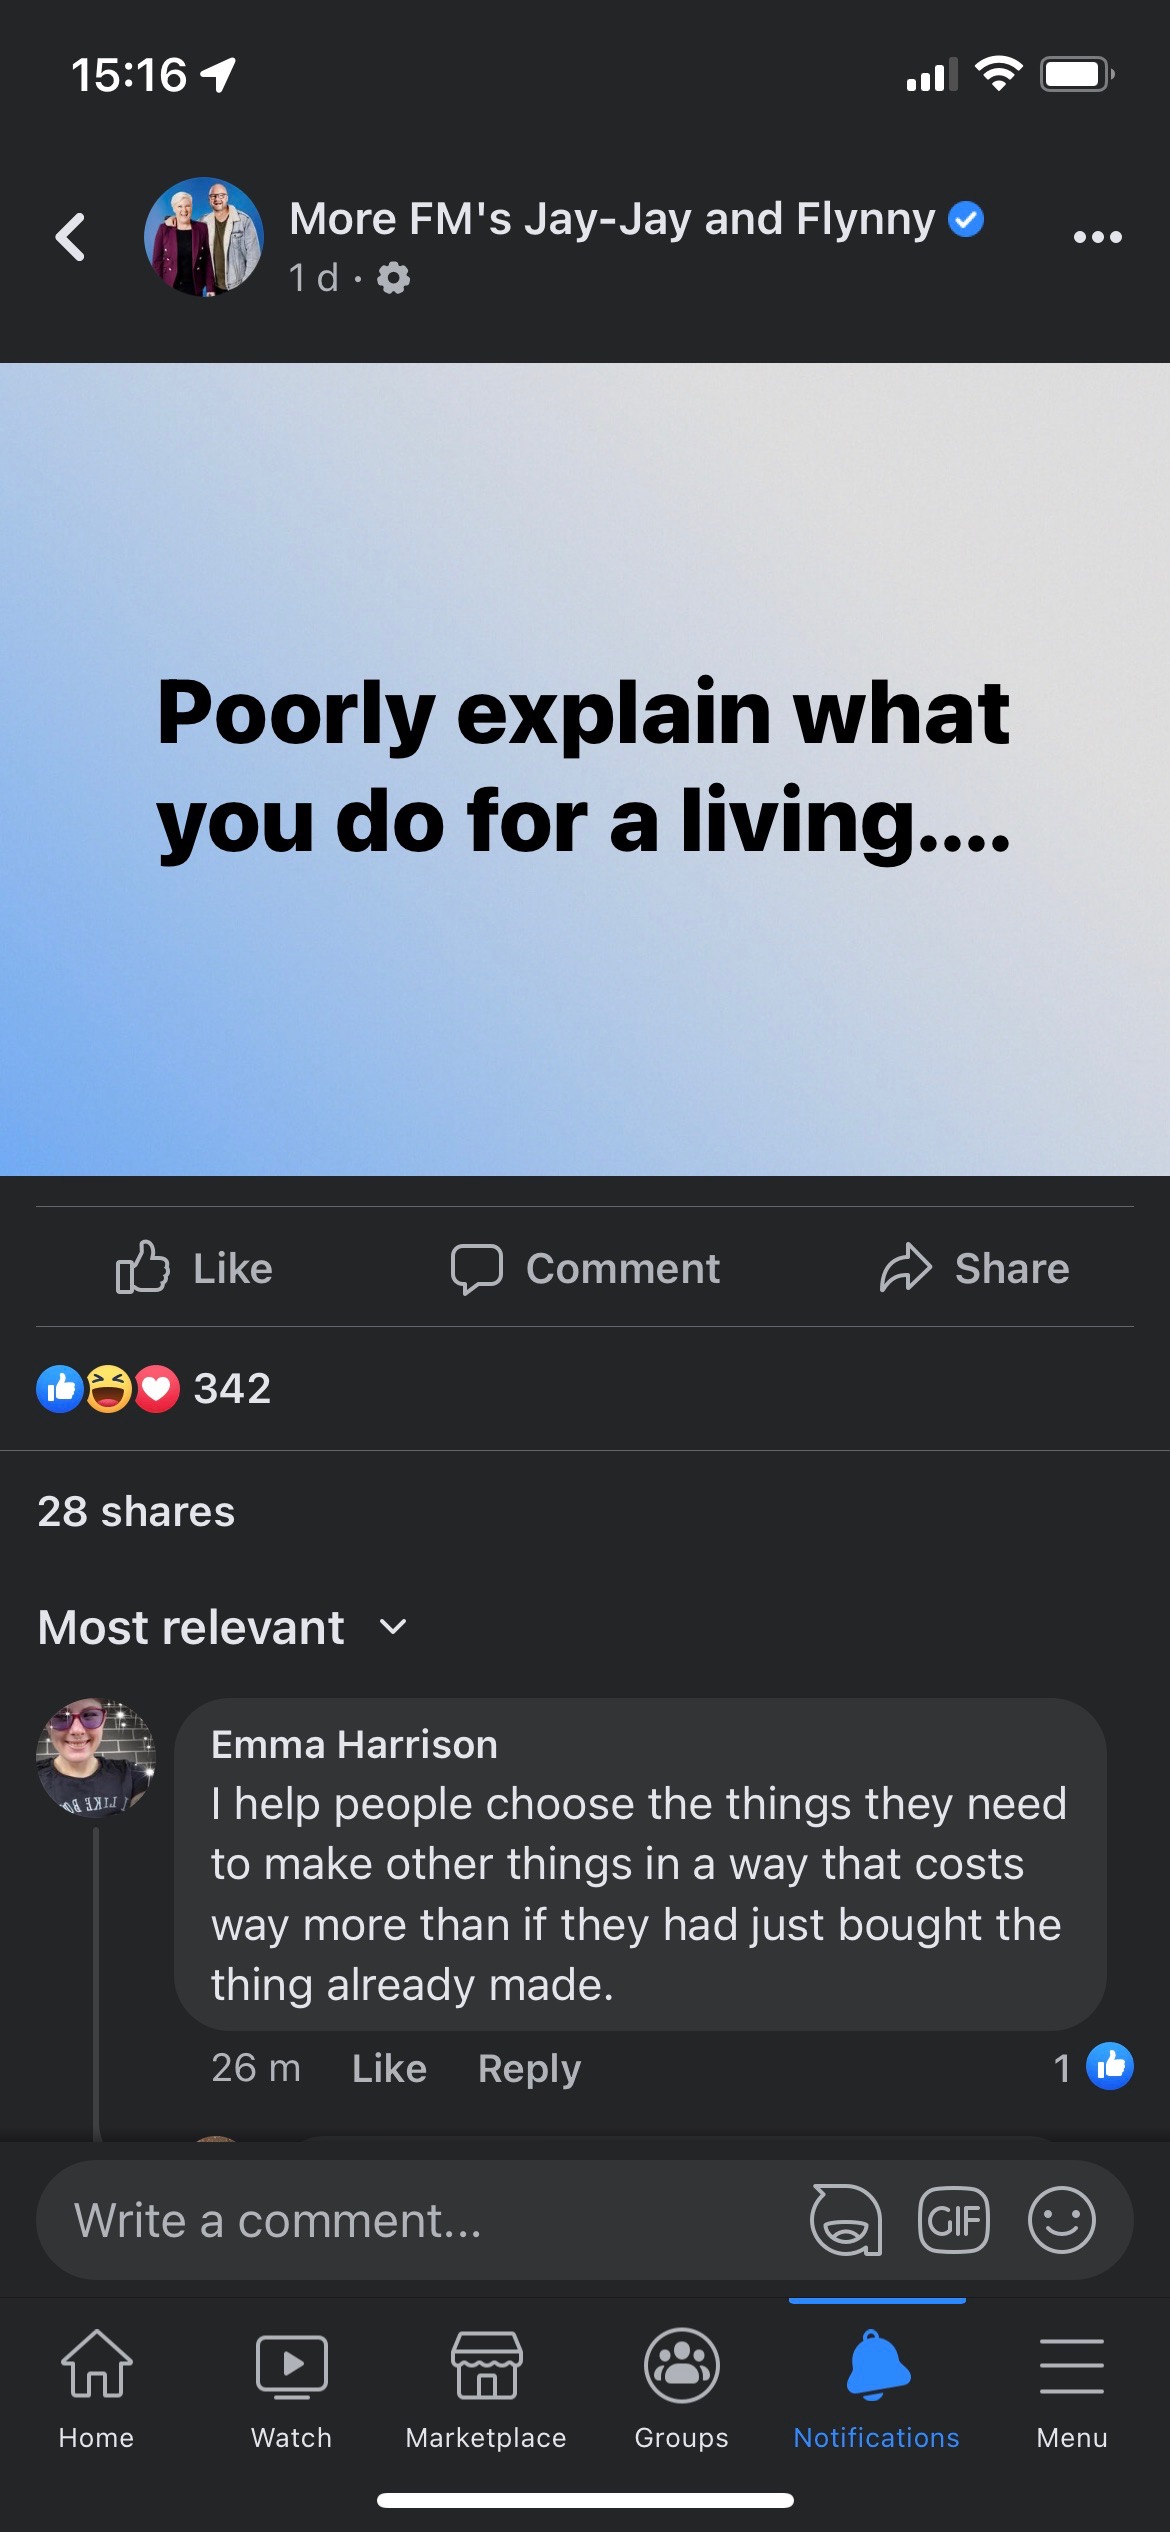 15:16
More FM's Jay-Jay and Flynny
1 d ·
Poorly explain what
you do for a living....
Like Comment Share
342
28 shares
Most relevant
Emma Harrison
I help people choose the things they need
to make other things in a way that costs
way more than if they had just bought the
thing already made.
26 m Like Reply 1
Write a comment...
GIF
Home Watch Marketplace Groups Notifications Menu